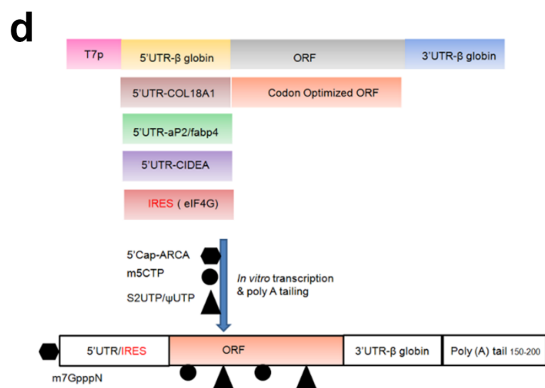 d
T7p 5'UTR-β globin ORF 3'UTR-β globin
5'UTR-COL18A1 Codon Optimized ORF
5'UTR-aP2/fabp4
5'UTR-CIDEA
IRES ( eIF4G)
5'Cap-ARCA
m5CTP
S2UTP/ψUTP
In vitro transcription
& poly A tailing
5'UTR/IRES ORF 3'UTR-β globin Poly (A) tail 150-200
m7GpppN